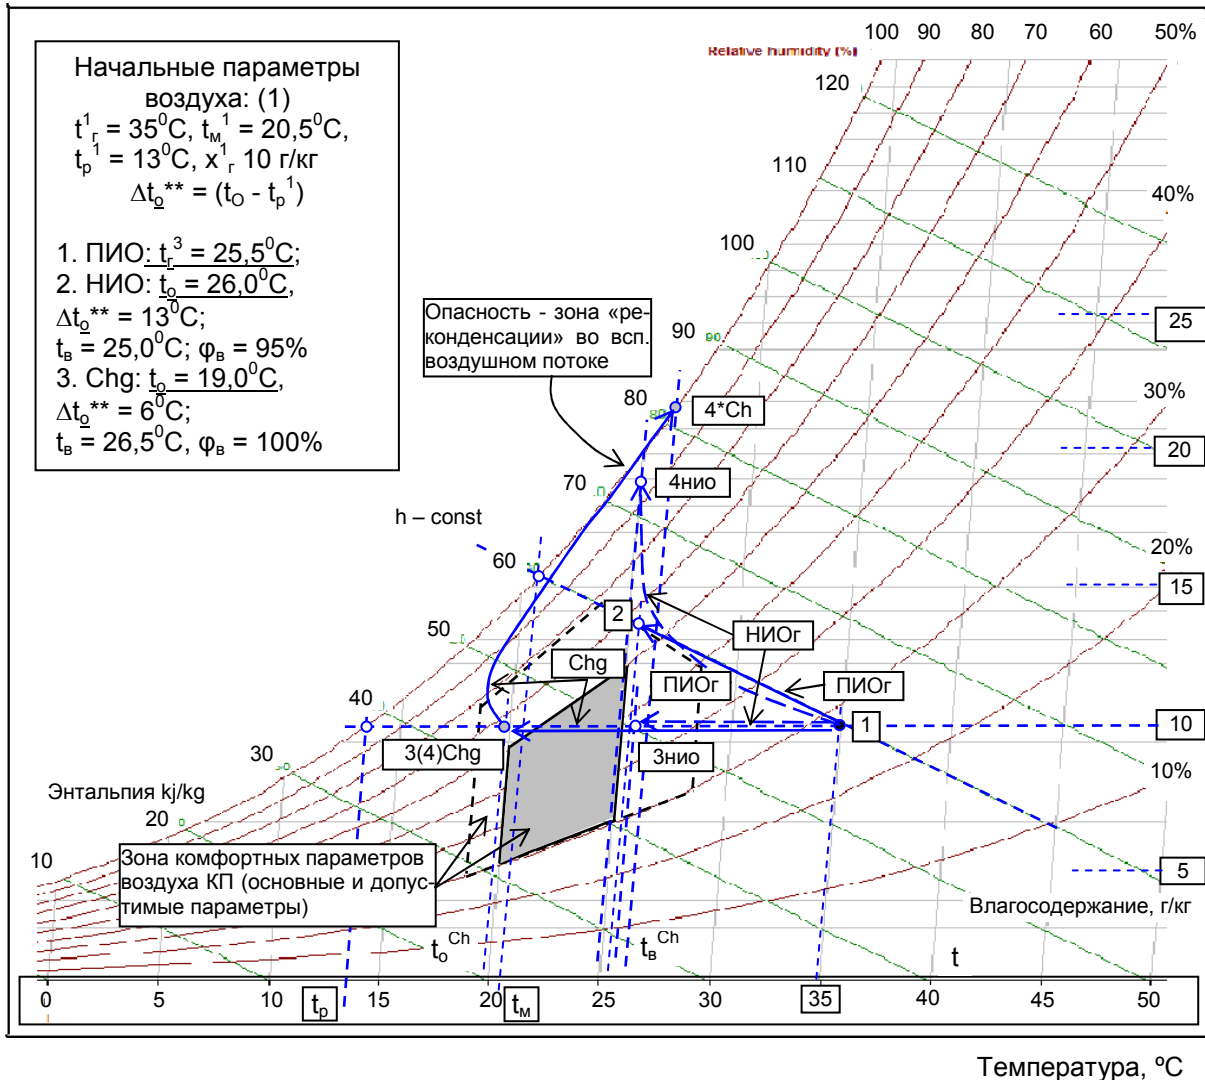 Relative humidity (%)
100 90 80 70 60 50%
Начальные параметры
воздуха: (1)
t¹г = 35⁰C, tм¹ = 20,5⁰C,
tр¹ = 13⁰C, x¹г 10 г/кг
Δtо** = (tО - tр¹)
1. ПИО: tг³ = 25,5⁰C;
2. НИО: tо = 26,0⁰C,
Δtо** = 13⁰C;
tв = 25,0⁰C; φв = 95%
3. Chg: tо = 19,0⁰C,
Δtо** = 6⁰C;
tв = 26,5⁰C, φв = 100%
120
110
40%
100
Опасность - зона «ре-
конденсации» во всп.
воздушном потоке
25
90
90
30%
80
80
4*Ch
20
4нио
70
h – const
20%
60
15
2
НИОг
50
Chg
ПИОг
ПИОг
40
1
10
3(4)Chg
3нио
30
10%
Энтальпия kj/kg
20
10
Зона комфортных параметров
воздуха КП (основные и допус-
тимые параметры)
5
Влагосодержание, г/кг
tо Ch
tв Ch
t
0 5 10 tр 15 20 tм 25 30 35 40 45 50
Температура, ºC